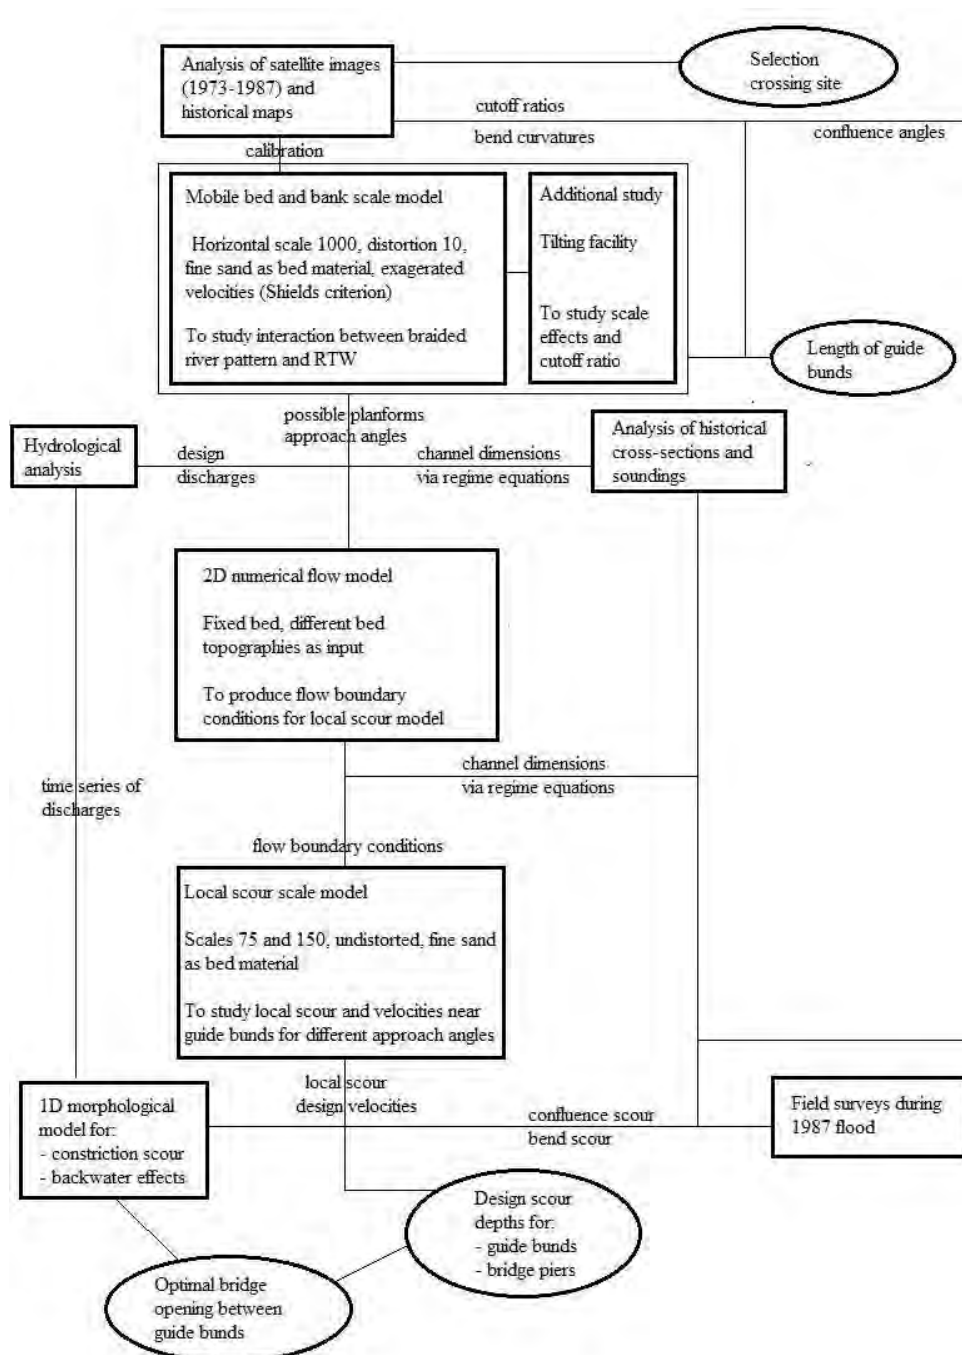 Analysis of satellite images
(1973-1987) and
historical maps
Selection
crossing site
cutoff ratios
bend curvatures
confluence angles
calibration
Mobile bed and bank scale model
Horizontal scale 1000, distortion 10,
fine sand as bed material, exagerated
velocities (Shields criterion)
To study interaction between braided
river pattern and RTW
Additional study
Tilting facility
To study scale
effects and
cutoff ratio
Length of guide
bunds
possible planforms
approach angles
Hydrological
analysis
design
discharges
channel dimensions
via regime equations
Analysis of historical
cross-sections and
soundings
2D numerical flow model
Fixed bed, different bed
topographies as input
To produce flow boundary
conditions for local scour model
time series of
discharges
channel dimensions
via regime equations
flow boundary conditions
Local scour scale model
Scales 75 and 150, undistorted, fine sand
as bed material
To study local scour and velocities near
guide bunds for different approach angles
local scour
design velocities
1D morphological
model for:
- constriction scour
- backwater effects
confluence scour
bend scour
Field surveys during
1987 flood
Design scour
depths for:
- guide bunds
- bridge piers
Optimal bridge
opening between
guide bunds